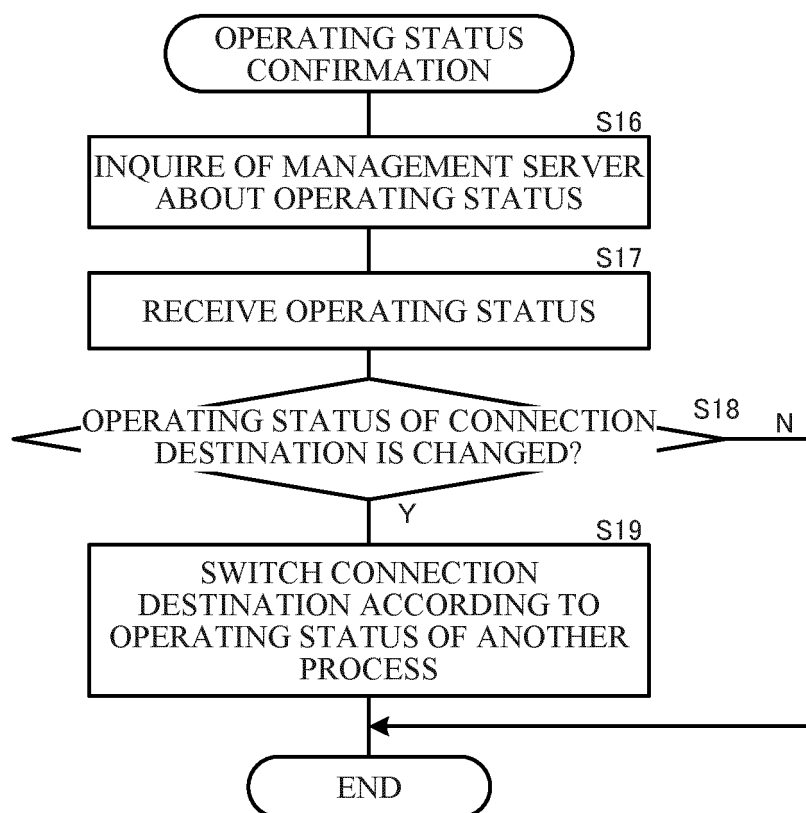 OPERATING STATUS
CONFIRMATION
S16
INQUIRE OF MANAGEMENT SERVER
ABOUT OPERATING STATUS
S17
RECEIVE OPERATING STATUS
OPERATING STATUS OF CONNECTION
DESTINATION IS CHANGED?
S18
N
Y
S19
SWITCH CONNECTION
DESTINATION ACCORDING TO
OPERATING STATUS OF ANOTHER
PROCESS
END